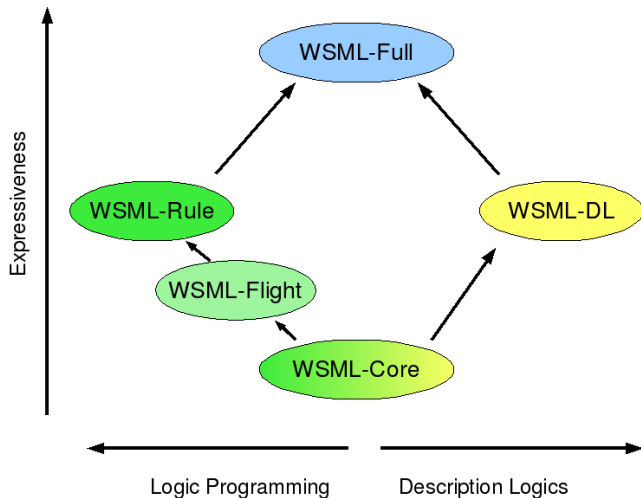 WSML-Full
Expressiveness
WSML-Rule
WSML-DL
WSML-Flight
WSML-Core
Logic Programming
Description Logics